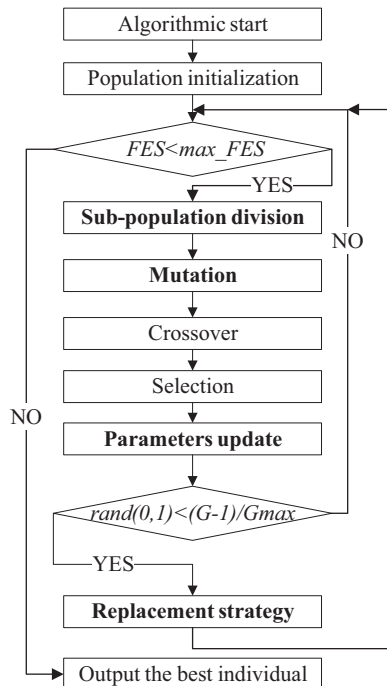 Algorithmic start
Population initialization
FES<max_FES
YES
Sub-population division
NO
Mutation
Crossover
Selection
NO
Parameters update
rand(0,1)<(G-1)/Gmax
YES
Replacement strategy
Output the best individual